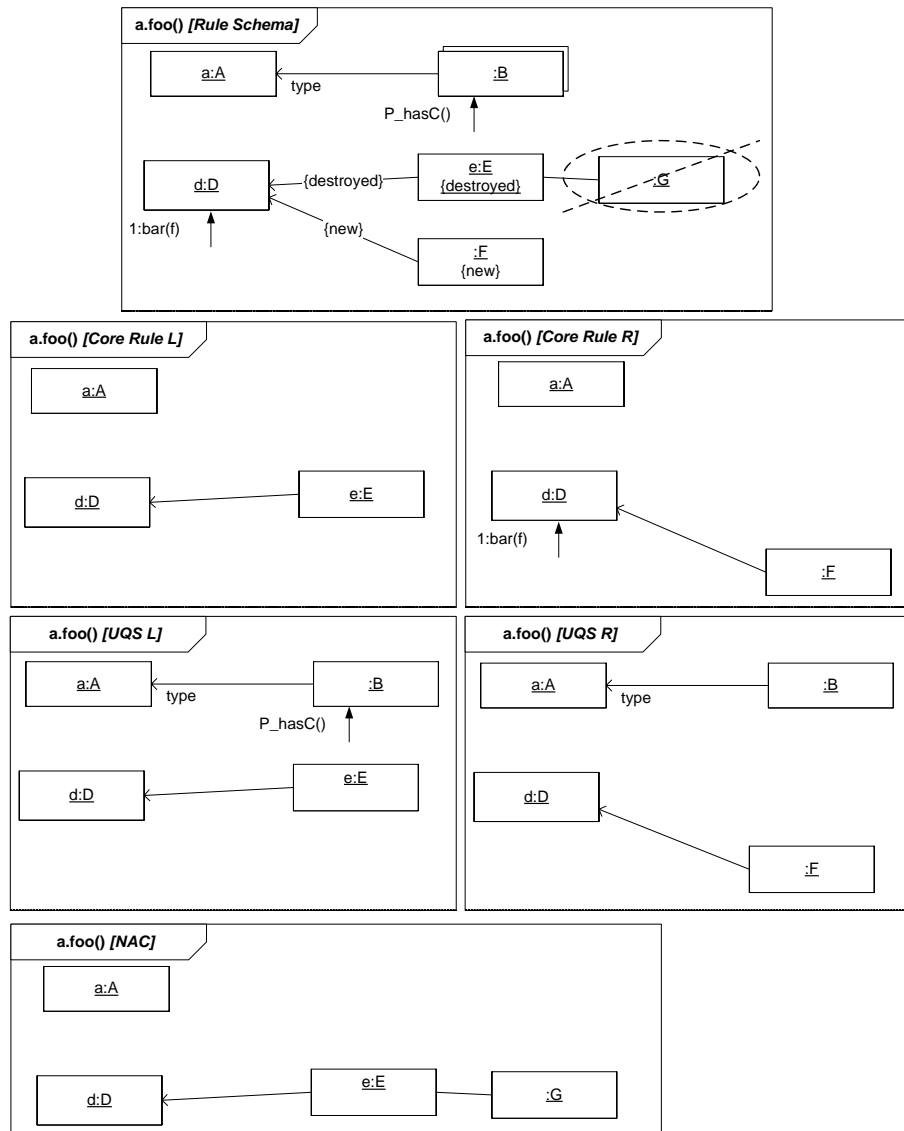 a.foo() [Rule Schema]
a:A
:B
type
P_hasC()
d:D
{destroyed}
e:E
{destroyed}
:G
1:bar(f)
{new}
:F
{new}
a.foo() [Core Rule L]
a:A
d:D
e:E
a.foo() [Core Rule R]
a:A
d:D
1:bar(f)
:F
a.foo() [UQS L]
a:A
:B
type
P_hasC()
d:D
e:E
a.foo() [UQS R]
a:A
:B
type
d:D
:F
a.foo() [NAC]
a:A
d:D
e:E
:G